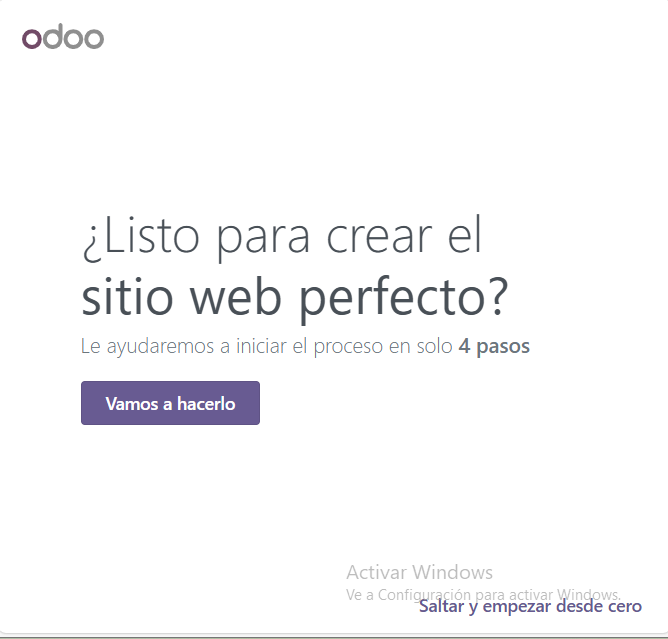 odoo
¿Listo para crear el
sitio web perfecto?
Le ayudaremos a iniciar el proceso en solo 4 pasos
Vamos a hacerlo
Activar Windows
Ve a Configuración para activar Windows.
Saltar y empezar desde cero